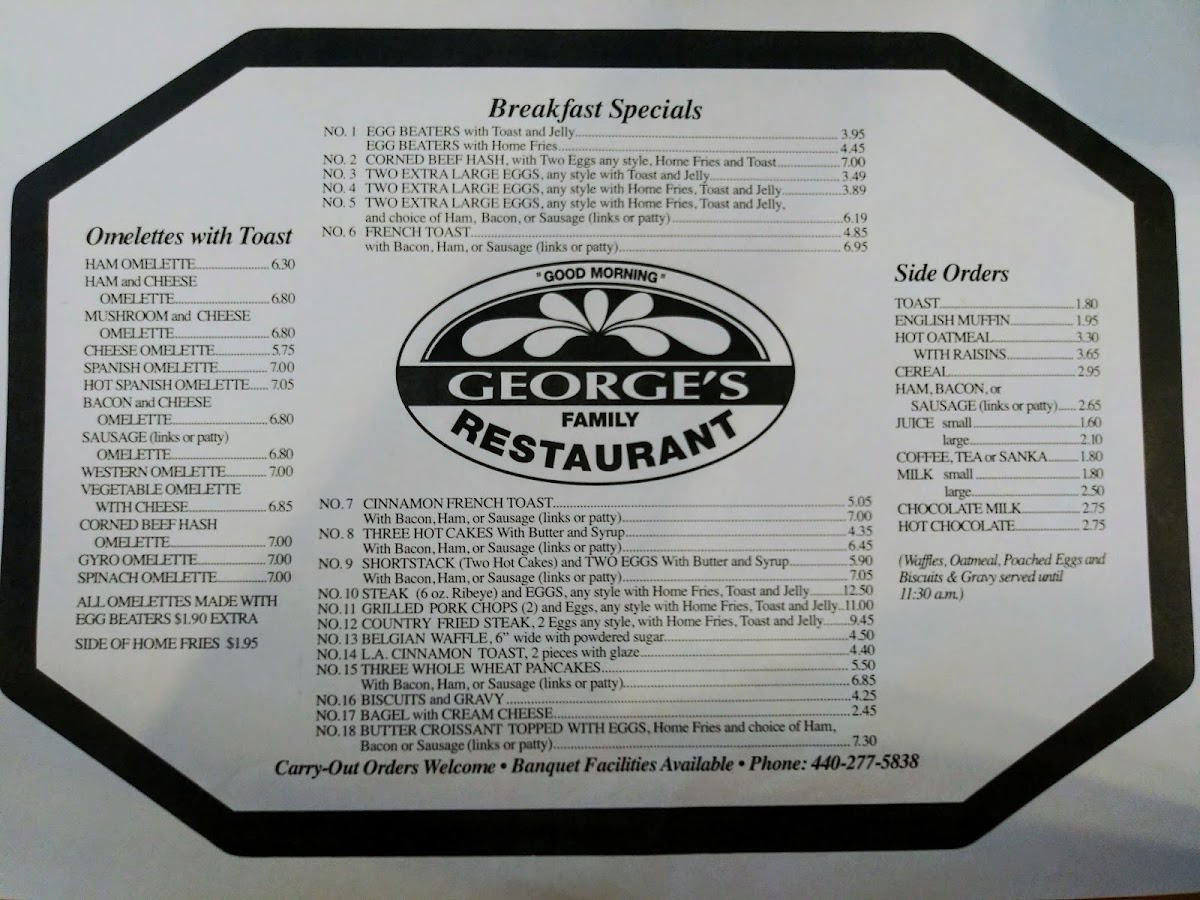 Breakfast Specials
NO. 1 EGG BEATERS with Toast and Jelly 3.95
EGG BEATERS with Home Fries 4.45
NO. 2 CORNED BEEF HASH, with Two Eggs any style, Home Fries and Toast 7.00
NO. 3 TWO EXTRA LARGE EGGS, any style with Toast and Jelly 3.49
NO. 4 TWO EXTRA LARGE EGGS, any style with Home Fries, Toast and Jelly 3.89
NO. 5 TWO EXTRA LARGE EGGS, any style with Home Fries, Toast and Jelly,
and choice of Ham, Bacon, or Sausage (links or patty) 6.19
NO. 6 FRENCH TOAST 4.85
with Bacon, Ham, or Sausage (links or patty) 6.95
Omelettes with Toast
HAM OMELETTE 6.30
HAM and CHEESE
OMELETTE 6.80
MUSHROOM and CHEESE
OMELETTE 6.80
CHEESE OMELETTE 5.75
SPANISH OMELETTE 7.00
HOT SPANISH OMELETTE 7.05
BACON and CHEESE
OMELETTE 6.80
SAUSAGE (links or patty)
OMELETTE 6.80
WESTERN OMELETTE 7.00
VEGETABLE OMELETTE
WITH CHEESE 6.85
CORNED BEEF HASH
OMELETTE 7.00
GYRO OMELETTE 7.00
SPINACH OMELETTE 7.00
ALL OMELETTES MADE WITH
EGG BEATERS $1.90 EXTRA
SIDE OF HOME FRIES $1.95
"GOOD MORNING"
GEORGE'S
FAMILY
RESTAURANT
Side Orders
TOAST 1.80
ENGLISH MUFFIN 1.95
HOT OATMEAL 3.30
WITH RAISINS 3.65
CEREAL 2.95
HAM, BACON, or
SAUSAGE (links or patty) 2.65
JUICE small 1.60
large 2.10
COFFEE, TEA or SANKA 1.80
MILK small 1.80
large 2.50
CHOCOLATE MILK 2.75
HOT CHOCOLATE 2.75
(Waffles, Oatmeal, Poached Eggs and
Biscuits & Gravy served until
11:30 a.m.)
NO. 7 CINNAMON FRENCH TOAST 5.05
With Bacon, Ham, or Sausage (links or patty) 7.00
NO. 8 THREE HOT CAKES With Butter and Syrup 4.35
With Bacon, Ham, or Sausage (links or patty) 6.45
NO. 9 SHORTSTACK (Two Hot Cakes) and TWO EGGS With Butter and Syrup 5.90
With Bacon, Ham, or Sausage (links or patty) 7.05
NO. 10 STEAK (6 oz. Ribeye) and EGGS, any style with Home Fries, Toast and Jelly 12.50
NO. 11 GRILLED PORK CHOPS (2) and Eggs, any style with Home Fries, Toast and Jelly 11.00
NO. 12 COUNTRY FRIED STEAK, 2 Eggs any style, with Home Fries, Toast and Jelly 9.45
NO. 13 BELGIAN WAFFLE, 6" wide with powdered sugar 4.50
NO. 14 L.A. CINNAMON TOAST, 2 pieces with glaze 4.40
NO. 15 THREE WHOLE WHEAT PANCAKES 5.50
With Bacon, Ham, or Sausage (links or patty) 6.85
NO. 16 BISCUITS and GRAVY 4.25
NO. 17 BAGEL with CREAM CHEESE 2.45
NO. 18 BUTTER CROISSANT TOPPED WITH EGGS, Home Fries and choice of Ham,
Bacon or Sausage (links or patty) 7.30
Carry-Out Orders Welcome • Banquet Facilities Available • Phone: 440-277-5838